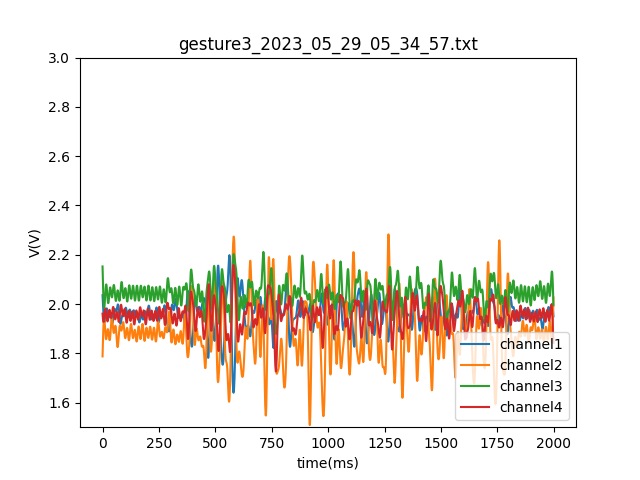 gesture3_2023_05_29_05_34_57.txt
3.0
2.8
2.6
2.4
2.2
2.0
1.8
1.6
V(V)
0 250 500 750 1000 1250 1500 1750 2000
time(ms)
channel1
channel2
channel3
channel4